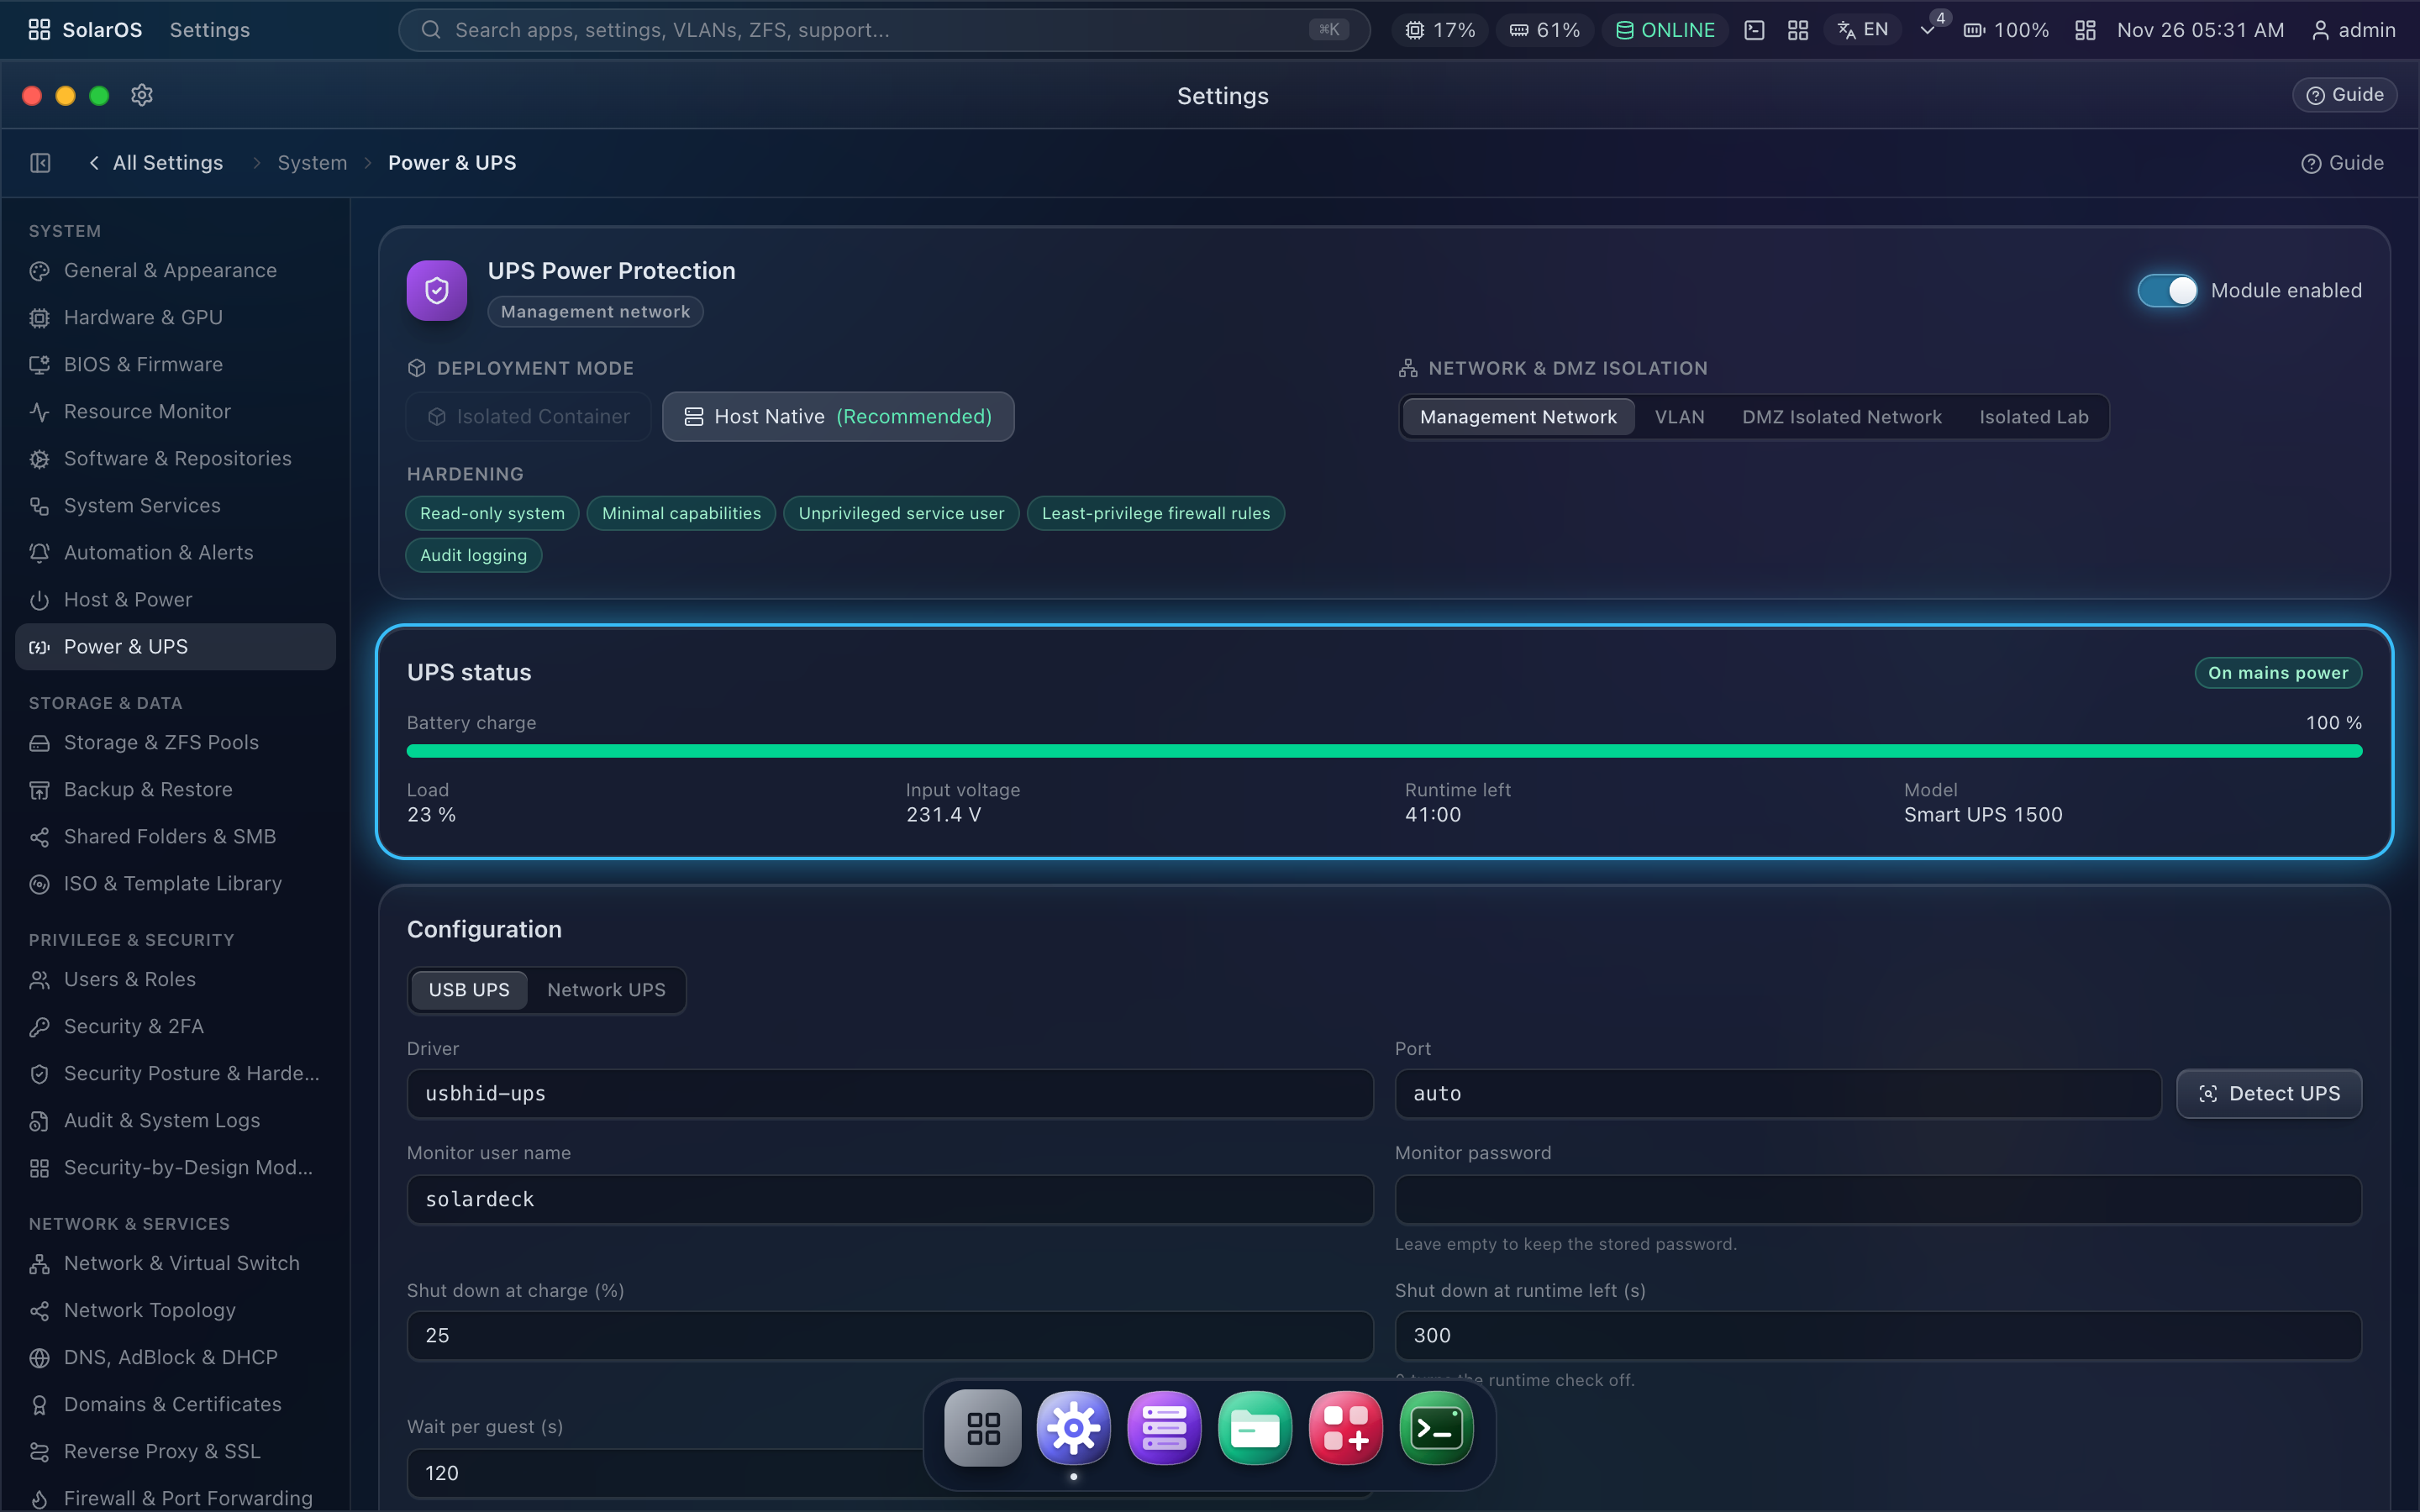 SolarOS Settings Search apps, settings, VLANs, ZFS, support... ⌘K 17% 61% ONLINE EN 4 100% Nov 26 05:31 AM admin
Settings Guide
All Settings System Power & UPS Guide
SYSTEM
General & Appearance
Hardware & GPU
BIOS & Firmware
Resource Monitor
Software & Repositories
System Services
Automation & Alerts
Host & Power
Power & UPS
STORAGE & DATA
Storage & ZFS Pools
Backup & Restore
Shared Folders & SMB
ISO & Template Library
PRIVILEGE & SECURITY
Users & Roles
Security & 2FA
Security Posture & Harde...
Audit & System Logs
Security-by-Design Mod...
NETWORK & SERVICES
Network & Virtual Switch
Network Topology
DNS, AdBlock & DHCP
Domains & Certificates
Reverse Proxy & SSL
Firewall & Port Forwarding
UPS Power Protection
Management network
Module enabled
DEPLOYMENT MODE
Isolated Container Host Native (Recommended)
NETWORK & DMZ ISOLATION
Management Network VLAN DMZ Isolated Network Isolated Lab
HARDENING
Read-only system Minimal capabilities Unprivileged service user Least-privilege firewall rules
Audit logging
UPS status On mains power
Battery charge 100 %
Load Input voltage Runtime left Model
23 % 231.4 V 41:00 Smart UPS 1500
Configuration
USB UPS Network UPS
Driver Port
usbhid-ups auto Detect UPS
Monitor user name Monitor password
solardeck
Leave empty to keep the stored password.
Shut down at charge (%) Shut down at runtime left (s)
25 300
runtime check off.
Wait per guest (s)
120